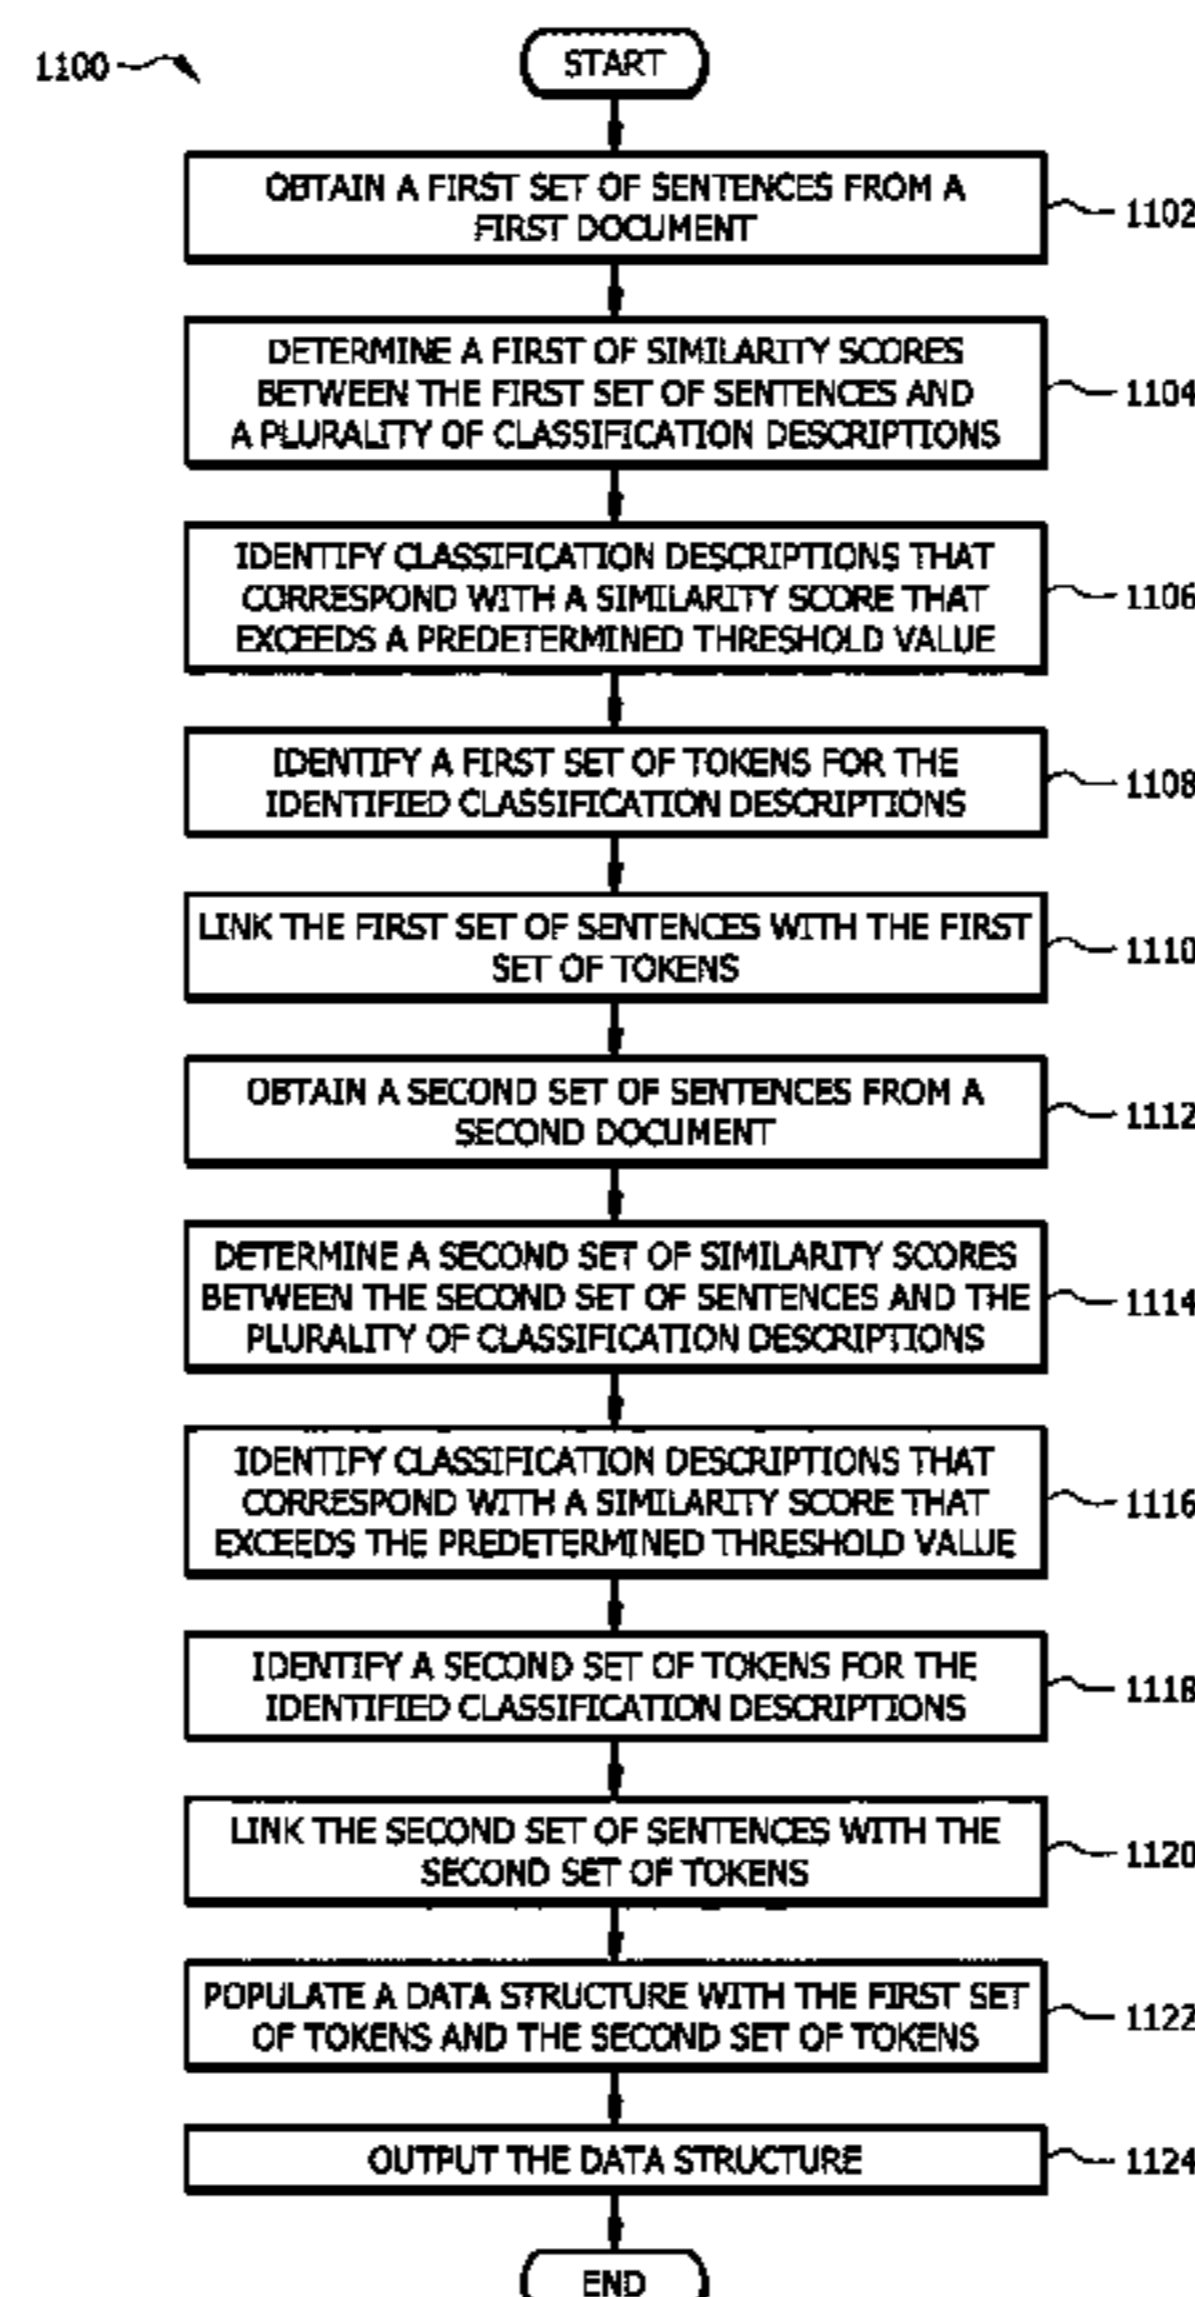 1100
START
OBTAIN A FIRST SET OF SENTENCES FROM A
FIRST DOCUMENT
1102
DETERMINE A FIRST OF SIMILARITY SCORES
BETWEEN THE FIRST SET OF SENTENCES AND
A PLURALITY OF CLASSIFICATION DESCRIPTIONS
1104
IDENTIFY CLASSIFICATION DESCRIPTIONS THAT
CORRESPOND WITH A SIMILARITY SCORE THAT
EXCEEDS A PREDETERMINED THRESHOLD VALUE
1106
IDENTIFY A FIRST SET OF TOKENS FOR THE
IDENTIFIED CLASSIFICATION DESCRIPTIONS
1108
LINK THE FIRST SET OF SENTENCES WITH THE FIRST
SET OF TOKENS
1110
OBTAIN A SECOND SET OF SENTENCES FROM A
SECOND DOCUMENT
1112
DETERMINE A SECOND SET OF SIMILARITY SCORES
BETWEEN THE SECOND SET OF SENTENCES AND THE
PLURALITY OF CLASSIFICATION DESCRIPTIONS
1114
IDENTIFY CLASSIFICATION DESCRIPTIONS THAT
CORRESPOND WITH A SIMILARITY SCORE THAT
EXCEEDS THE PREDETERMINED THRESHOLD VALUE
1116
IDENTIFY A SECOND SET OF TOKENS FOR THE
IDENTIFIED CLASSIFICATION DESCRIPTIONS
1118
LINK THE SECOND SET OF SENTENCES WITH THE
SECOND SET OF TOKENS
1120
POPULATE A DATA STRUCTURE WITH THE FIRST SET
OF TOKENS AND THE SECOND SET OF TOKENS
1122
OUTPUT THE DATA STRUCTURE
1124
END